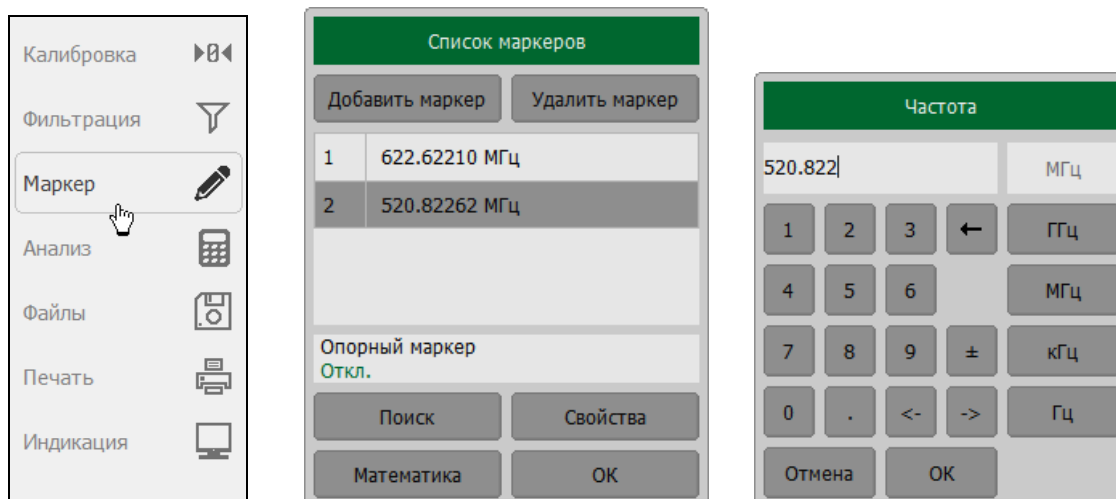 Калибровка
Фильтрация
Маркер
Анализ
Файлы
Печать
Индикация
Список маркеров
Добавить маркер Удалить маркер
1 622.62210 МГц
2 520.82262 МГц
Опорный маркер
Откл.
Поиск Свойства
Математика ОК
Частота
520.822 МГц
1 2 3 ← ГГц
4 5 6 МГц
7 8 9 ± кГц
0 . <- -> Гц
Отмена ОК